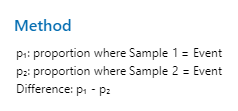 Method
p₁: proportion where Sample 1 = Event
p₂: proportion where Sample 2 = Event
Difference: p₁ - p₂